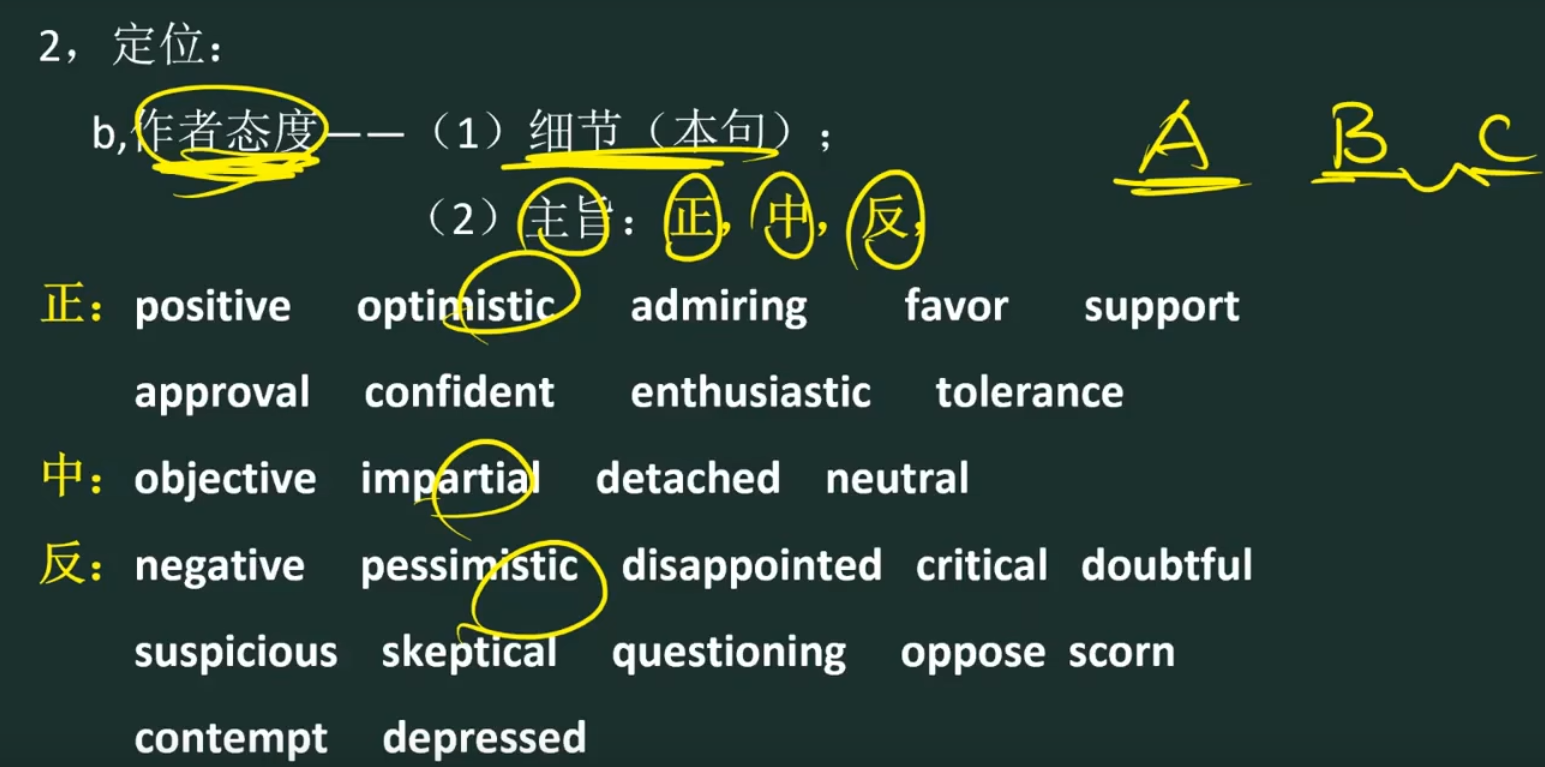 2，定位：
b,作者态度——（1）细节（本句）； A B C
（2）主旨：正，中，反，
正：positive optimistic admiring favor support
approval confident enthusiastic tolerance
中：objective impartial detached neutral
反：negative pessimistic disappointed critical doubtful
suspicious skeptical questioning oppose scorn
contempt depressed